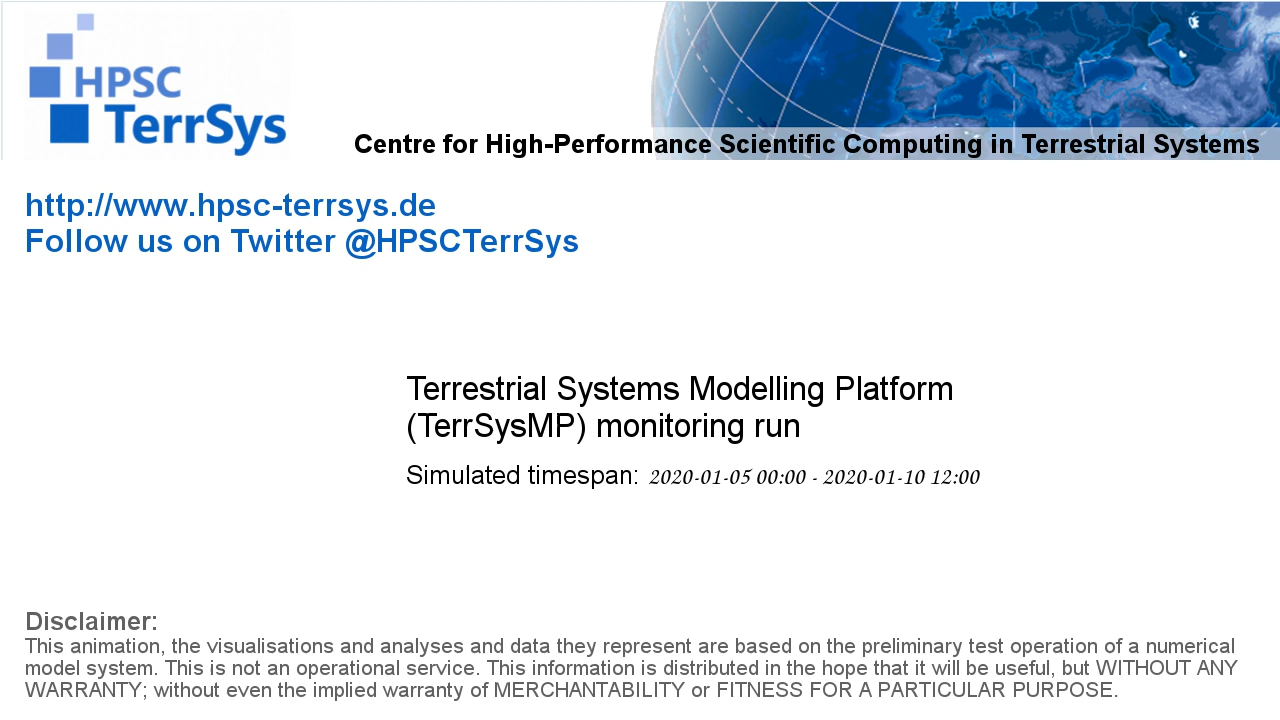 HPSC
TerrSys
Centre for High-Performance Scientific Computing in Terrestrial Systems
http://www.hpsc-terrsys.de
Follow us on Twitter @HPSCTerrSys
Terrestrial Systems Modelling Platform
(TerrSysMP) monitoring run
Simulated timespan: 2020-01-05 00:00 - 2020-01-10 12:00
Disclaimer:
This animation, the visualisations and analyses and data they represent are based on the preliminary test operation of a numerical
model system. This is not an operational service. This information is distributed in the hope that it will be useful, but WITHOUT ANY
WARRANTY; without even the implied warranty of MERCHANTABILITY or FITNESS FOR A PARTICULAR PURPOSE.